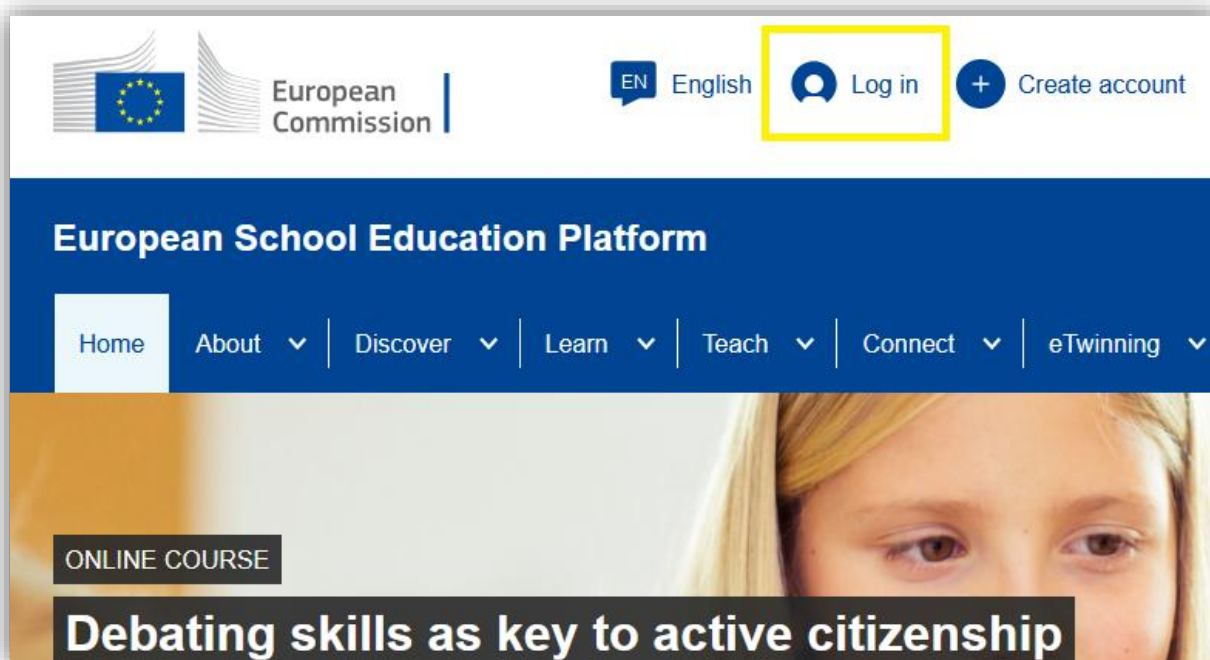 European
Commission
EN English Log in + Create account
European School Education Platform
Home About Discover Learn Teach Connect eTwinning
ONLINE COURSE
Debating skills as key to active citizenship